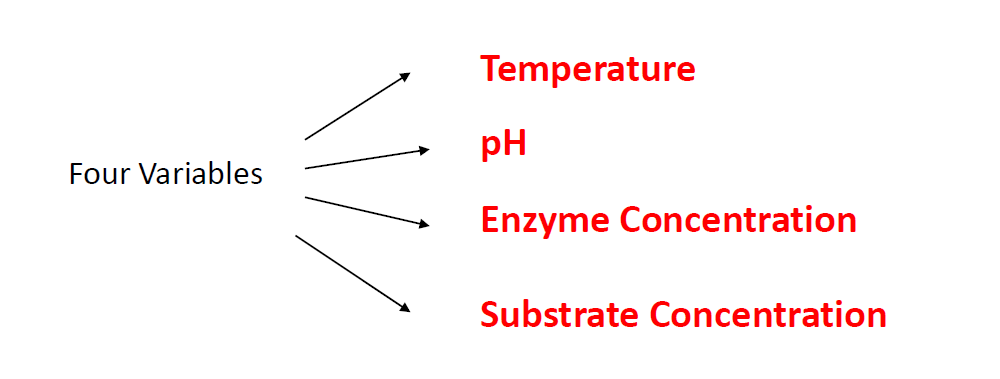 Four Variables
Temperature
pH
Enzyme Concentration
Substrate Concentration